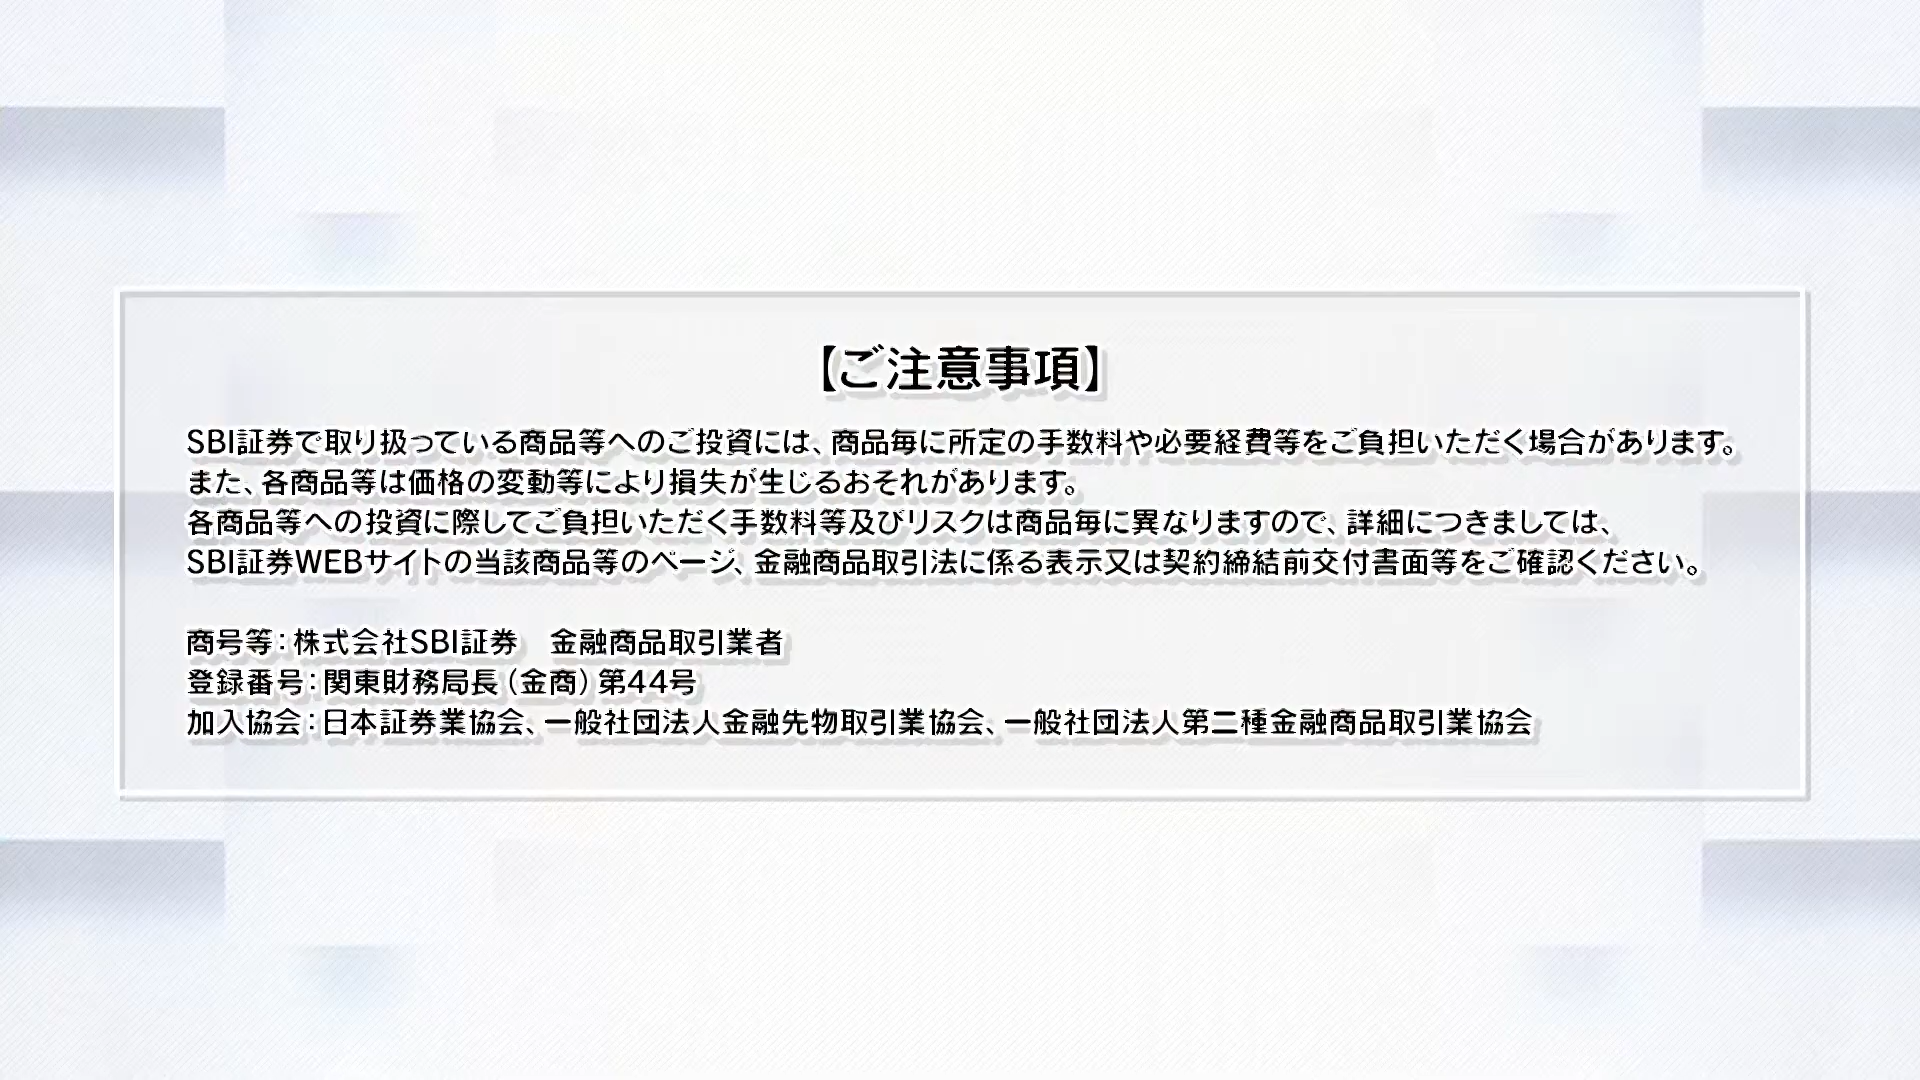 【ご注意事項】
SBI証券で取り扱っている商品等へのご投資には、商品毎に所定の手数料や必要経費等をご負担いただく場合があります。
また、各商品等は価格の変動等により損失が生じるおそれがあります。
各商品等への投資に際してご負担いただく手数料等及びリスクは商品毎に異なりますので、詳細につきましては、
SBI証券WEBサイトの当該商品等のページ、金融商品取引法に係る表示又は契約締結前交付書面等をご確認ください。
商号等：株式会社SBI証券　金融商品取引業者
登録番号：関東財務局長（金商）第44号
加入協会：日本証券業協会、一般社団法人金融先物取引業協会、一般社団法人第二種金融商品取引業協会